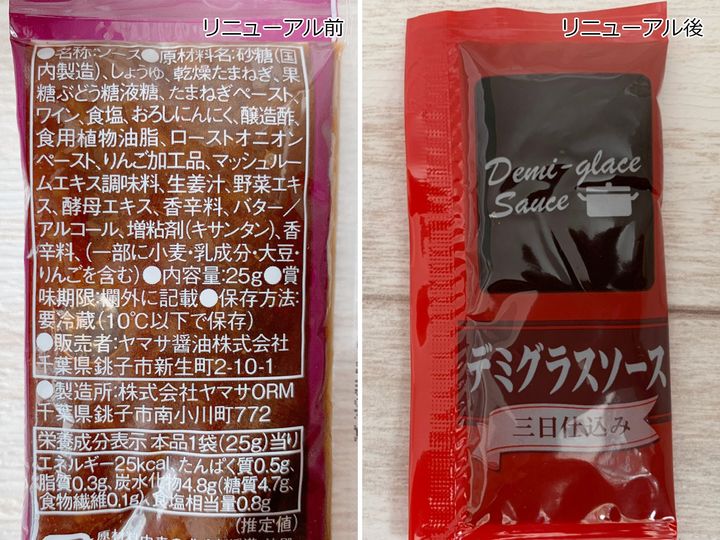 リニューアル前
●名称:ソース●原材料名:砂糖(国
内製造)、しょうゆ、乾燥たまねぎ、果
糖ぶどう糖液糖、たまねぎペースト、
ワイン、食塩、おろしにんにく、醸造酢、
食用植物油脂、ローストオニオン
ペースト、りんご加工品、マッシュルー
ムエキス調味料、生姜汁、野菜エキ
ス、酵母エキス、香辛料、バター/
アルコール、増粘剤(キサンタン)、香
辛料、(一部に小麦・乳成分・大豆・
りんごを含む)●内容量:25g●賞
味期限:欄外に記載●保存方法:
要冷蔵(10℃以下で保存)
●販売者:ヤマサ醤油株式会社
千葉県銚子市新生町2-10-1
●製造所:株式会社ヤマサORM
千葉県銚子市南小川町772
栄養成分表示 本品1袋(25g)当り
エネルギー25kcal、たんぱく質0.5g、
脂質0.3g、炭水化物4.8g(糖質4.7g、
食物繊維0.1g)、食塩相当量0.8g
(推定値)
リニューアル後
Demi-glace
Sauce
デミグラスソース
三日仕込み